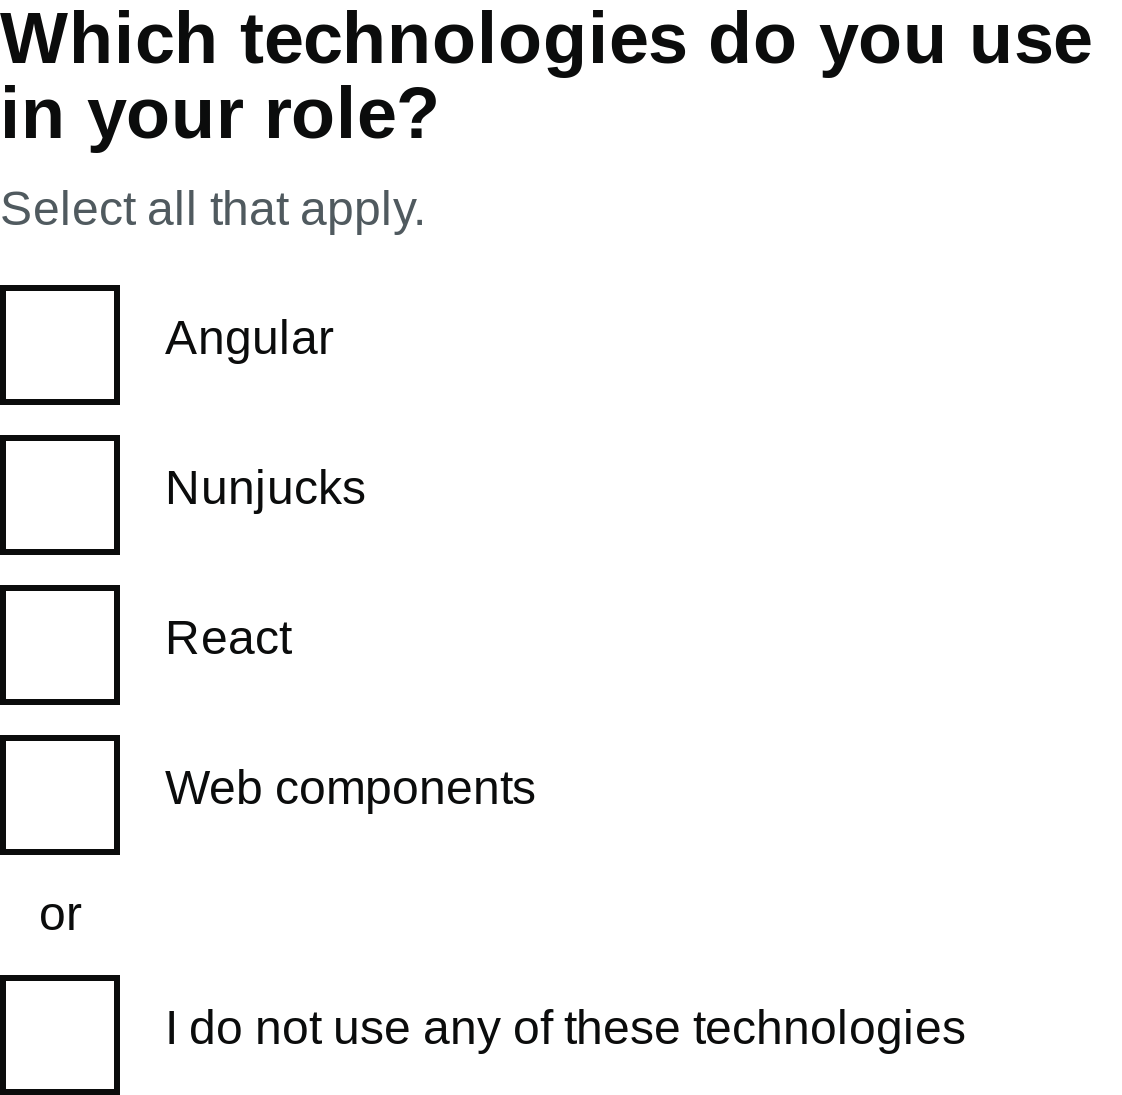 Which technologies do you use
in your role?
Select all that apply.
Angular
Nunjucks
React
Web components
or
I do not use any of these technologies